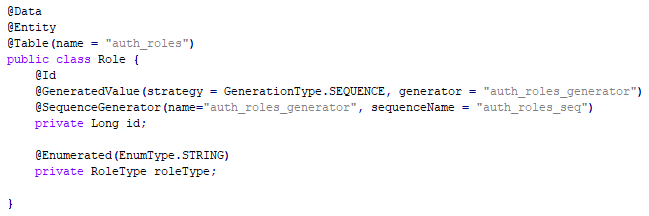 @Data
@Entity
@Table(name = "auth_roles")
public class Role {
@Id
@GeneratedValue(strategy = GenerationType.SEQUENCE, generator = "auth_roles_generator")
@SequenceGenerator(name="auth_roles_generator", sequenceName = "auth_roles_seq")
private Long id;
@Enumerated(EnumType.STRING)
private RoleType roleType;
}